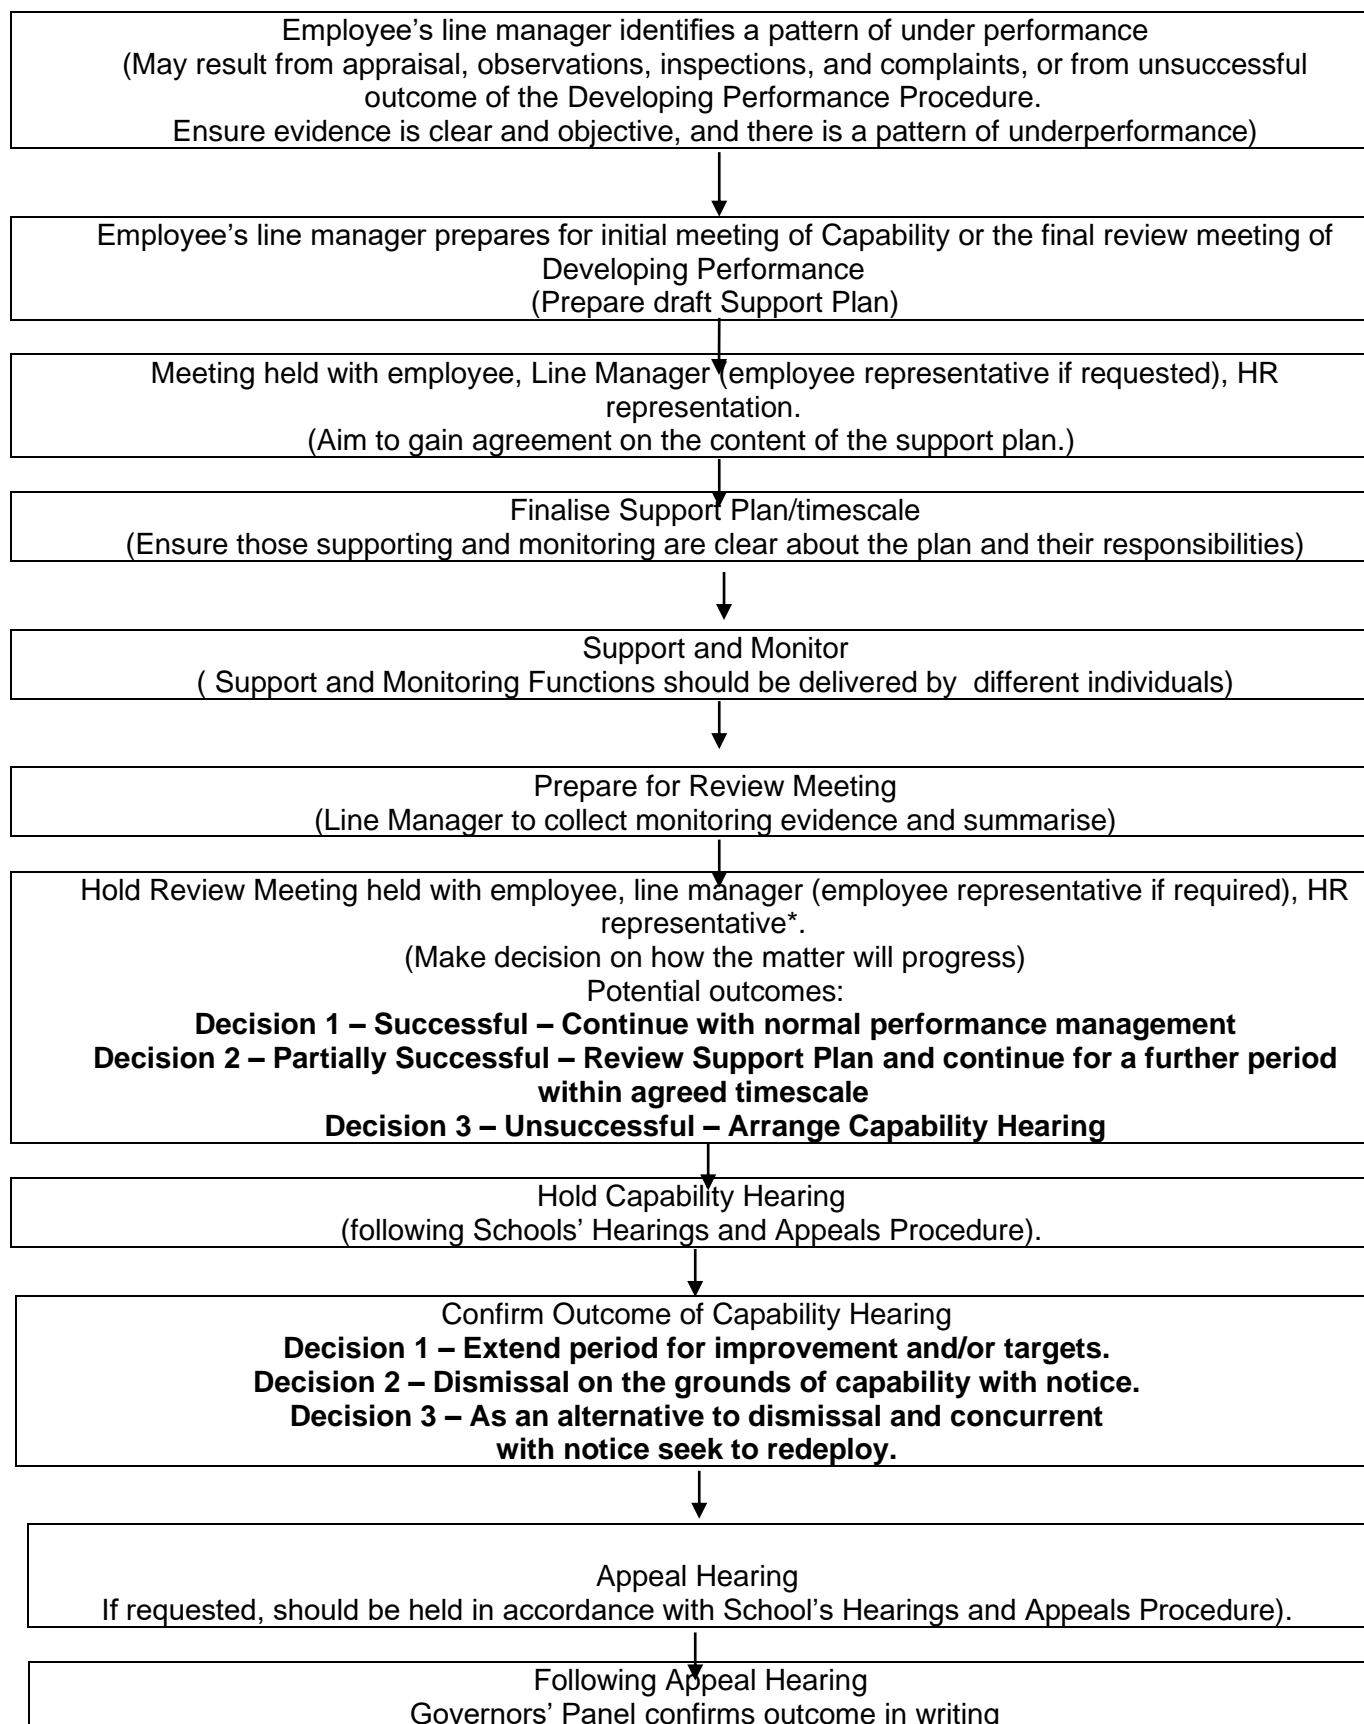 Employee’s line manager identifies a pattern of under performance
(May result from appraisal, observations, inspections, and complaints, or from unsuccessful
outcome of the Developing Performance Procedure.
Ensure evidence is clear and objective, and there is a pattern of underperformance)
Employee’s line manager prepares for initial meeting of Capability or the final review meeting of
Developing Performance
(Prepare draft Support Plan)
Meeting held with employee, Line Manager (employee representative if requested), HR
representation.
(Aim to gain agreement on the content of the support plan.)
Finalise Support Plan/timescale
(Ensure those supporting and monitoring are clear about the plan and their responsibilities)
Support and Monitor
( Support and Monitoring Functions should be delivered by  different individuals)
Prepare for Review Meeting
(Line Manager to collect monitoring evidence and summarise)
Hold Review Meeting held with employee, line manager (employee representative if required), HR
representative*.
(Make decision on how the matter will progress)
Potential outcomes:
Decision 1 – Successful – Continue with normal performance management
Decision 2 – Partially Successful – Review Support Plan and continue for a further period
within agreed timescale
Decision 3 – Unsuccessful – Arrange Capability Hearing
Hold Capability Hearing
(following Schools’ Hearings and Appeals Procedure).
Confirm Outcome of Capability Hearing
Decision 1 – Extend period for improvement and/or targets.
Decision 2 – Dismissal on the grounds of capability with notice.
Decision 3 – As an alternative to dismissal and concurrent
with notice seek to redeploy.
Appeal Hearing
If requested, should be held in accordance with School’s Hearings and Appeals Procedure).
Following Appeal Hearing
Governors’ Panel confirms outcome in writing